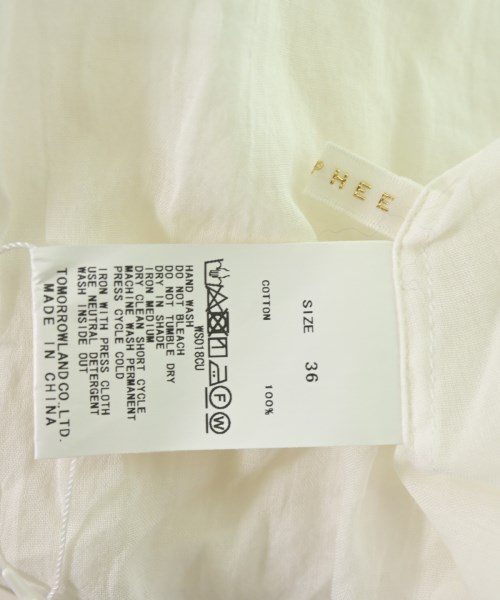 PHEE
SIZE 36
COTTON 100%
WS018CU
HAND WASH
DO NOT BLEACH
DO NOT TUMBLE DRY
DRY IN SHADE
IRON MEDIUM
DRY CLEAN SHORT CYCLE
MACHINE WASH PERMANENT
PRESS CYCLE COLD
IRON WITH PRESS CLOTH
USE NEUTRAL DETERGENT
WASH INSIDE OUT
TOMORROWLAND CO.,LTD.
MADE IN CHINA